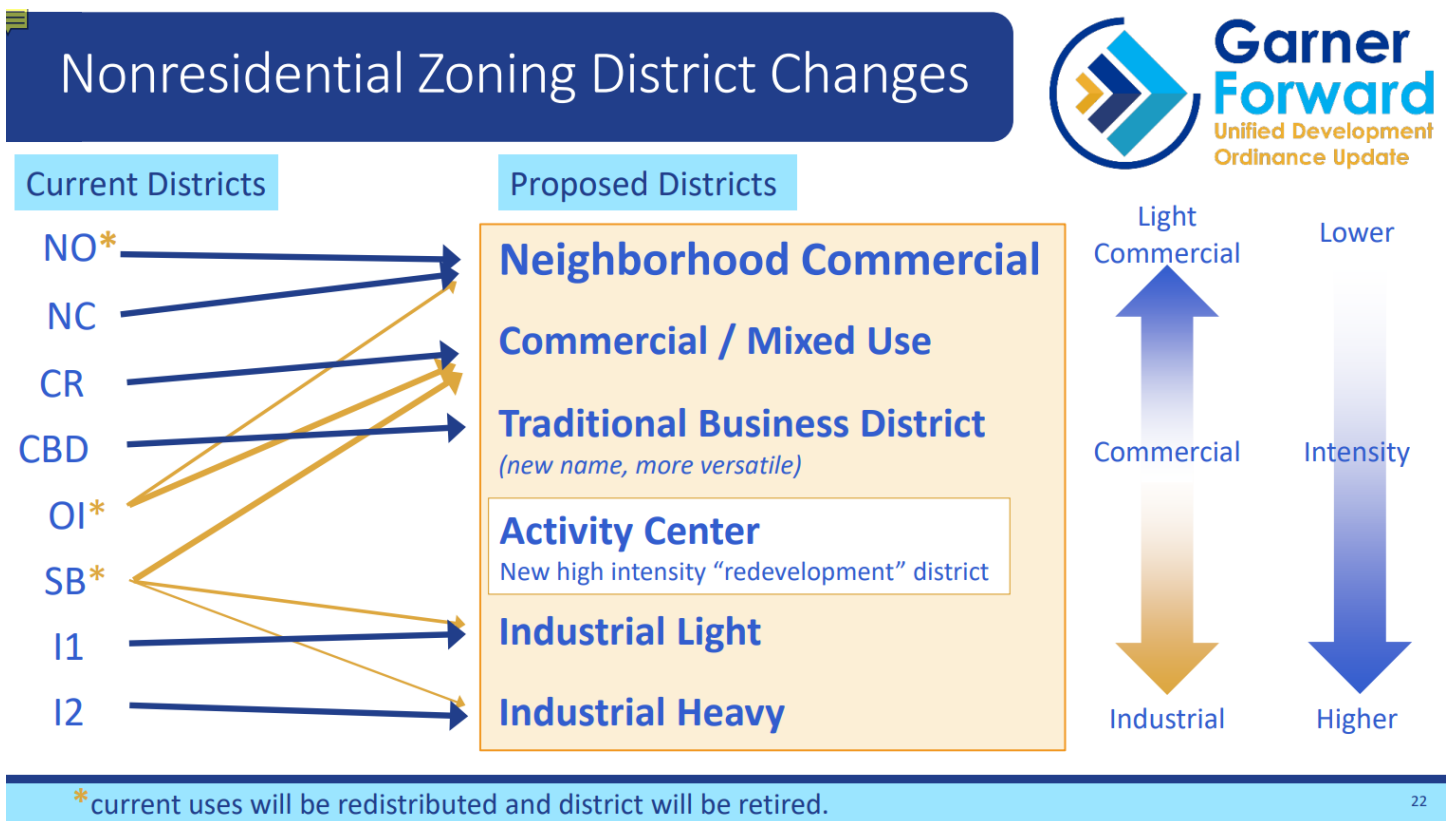 Nonresidential Zoning District Changes
Garner
Forward
Unified Development
Ordinance Update
Current Districts
Proposed Districts
NO*
NC
CR
CBD
OI*
SB*
I1
I2
Neighborhood Commercial
Commercial / Mixed Use
Traditional Business District
(new name, more versatile)
Activity Center
New high intensity “redevelopment” district
Industrial Light
Industrial Heavy
Light
Commercial
Commercial
Industrial
Lower
Intensity
Higher
*current uses will be redistributed and district will be retired.
22